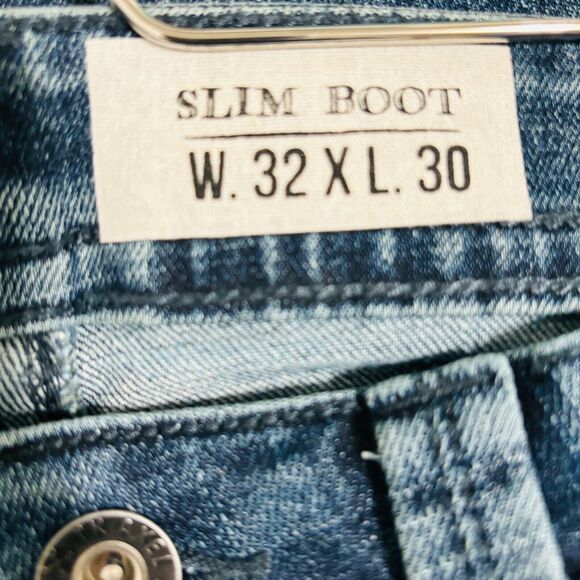 SLIM BOOT
W. 32 X L. 30